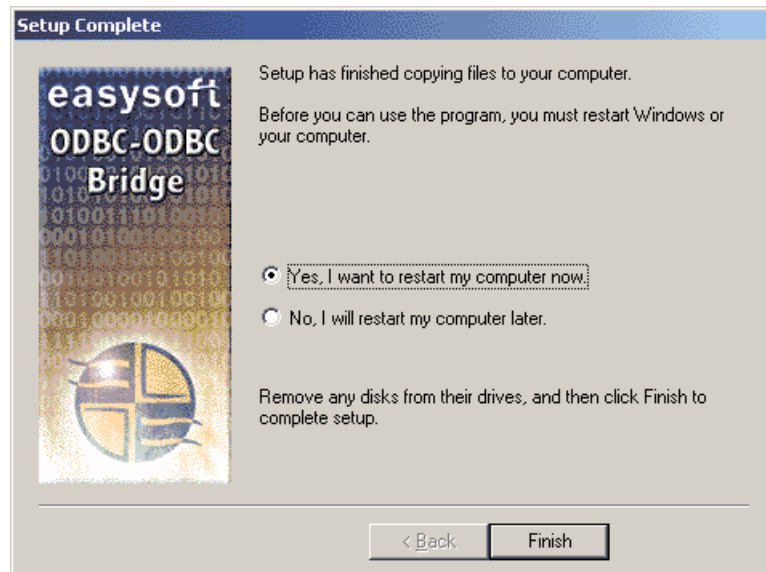 Setup Complete
easysoft
ODBC-ODBC
Bridge
Setup has finished copying files to your computer.
Before you can use the program, you must restart Windows or
your computer.
Yes, I want to restart my computer now.
No, I will restart my computer later.
Remove any disks from their drives, and then click Finish to
complete setup.
< Back
Finish